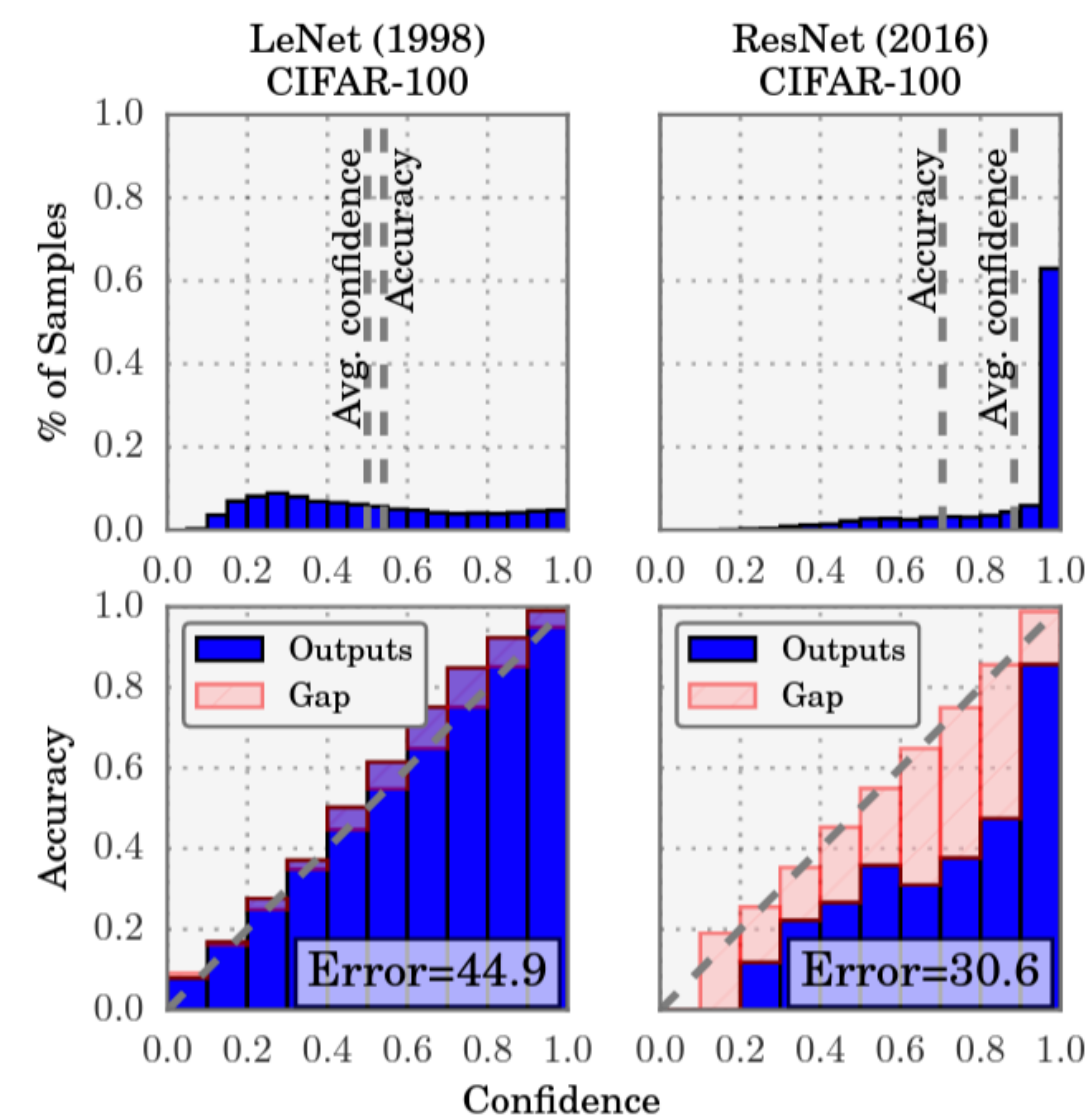 LeNet (1998)
CIFAR-100
ResNet (2016)
CIFAR-100
% of Samples
1.0
0.8
0.6
0.4
0.2
0.0
Avg. confidence
Accuracy
Accuracy
Avg. confidence
0.0 0.2 0.4 0.6 0.8 1.0
0.0 0.2 0.4 0.6 0.8 1.0
Accuracy
1.0
0.8
0.6
0.4
0.2
0.0
Outputs
Gap
Error=44.9
Outputs
Gap
Error=30.6
0.0 0.2 0.4 0.6 0.8 1.0
0.0 0.2 0.4 0.6 0.8 1.0
Confidence